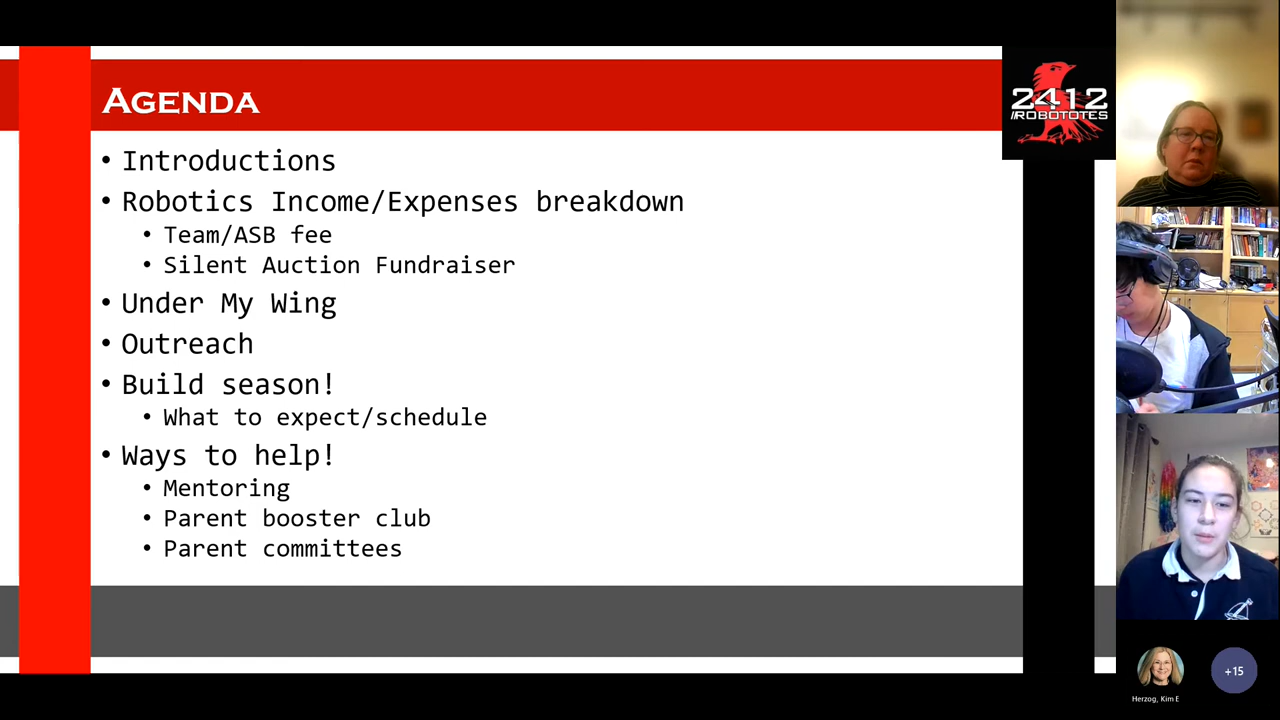 AGENDA
2412
ROBOTOTES
• Introductions
• Robotics Income/Expenses breakdown
• Team/ASB fee
• Silent Auction Fundraiser
• Under My Wing
• Outreach
• Build season!
• What to expect/schedule
• Ways to help!
• Mentoring
• Parent booster club
• Parent committees
+15
Herzog, Kim E